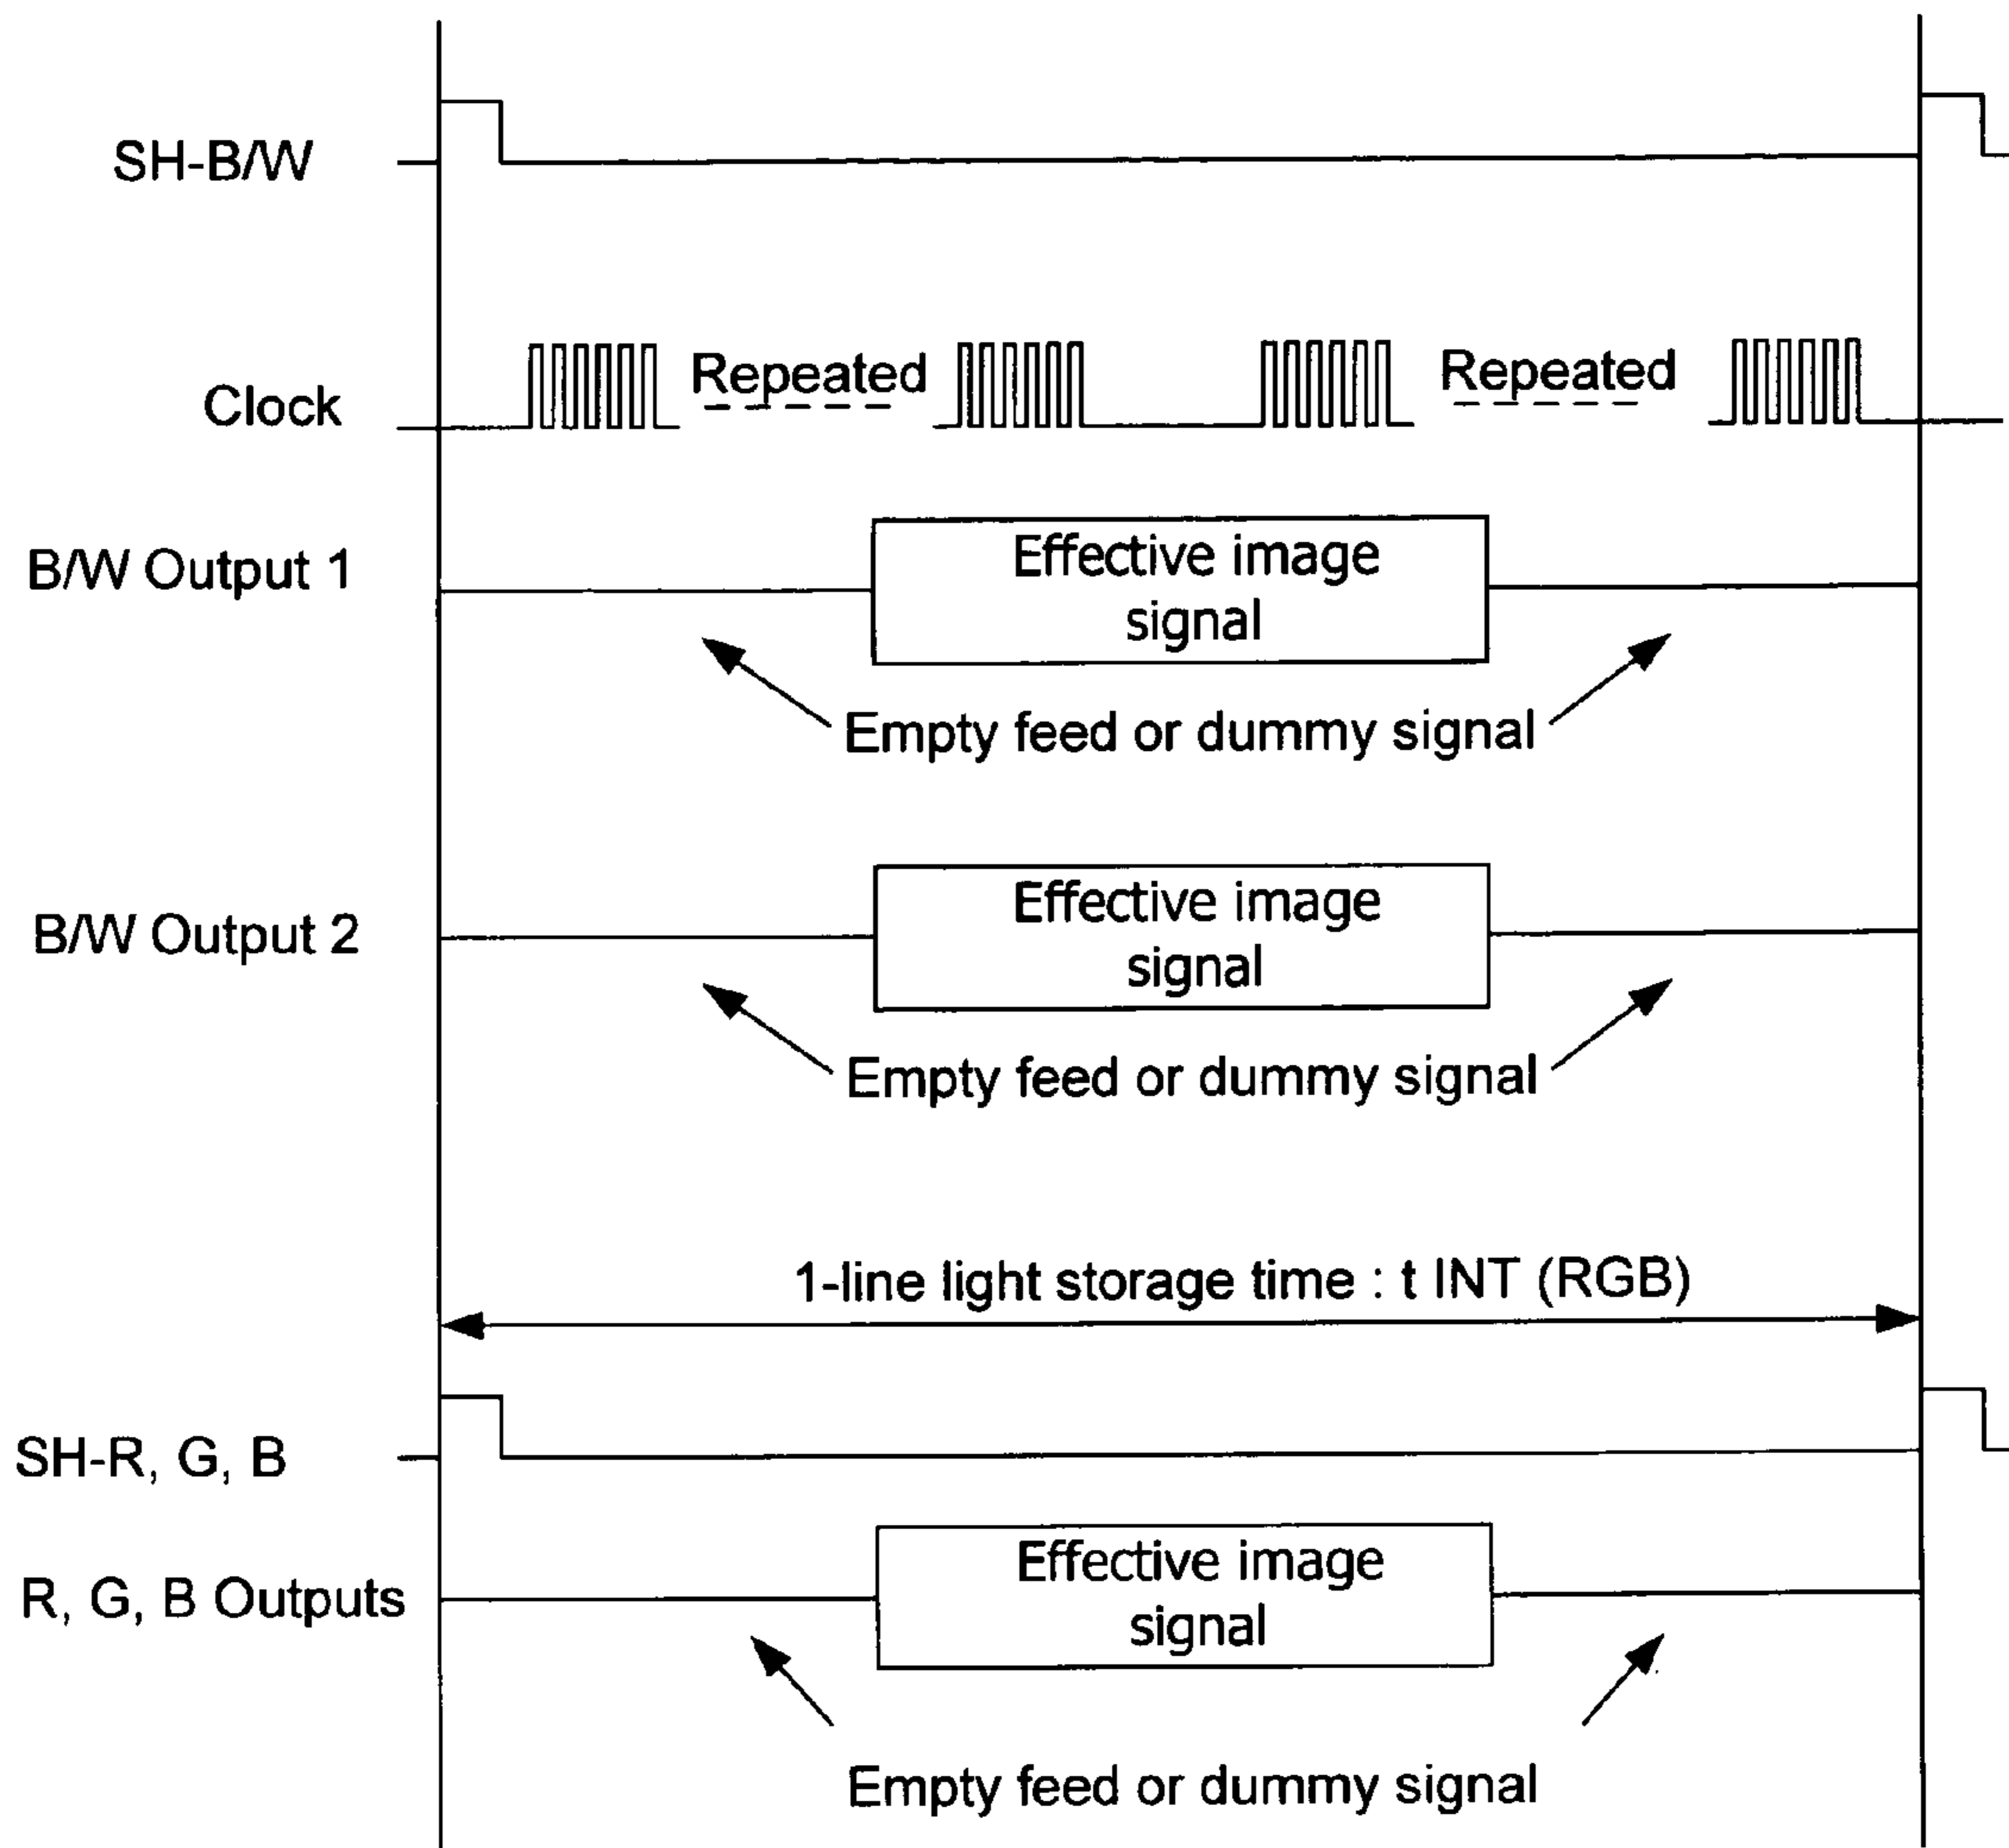 SH-B/W
Clock
Repeated
Repeated
B/W Output 1
Effective image
signal
Empty feed or dummy signal
B/W Output 2
Effective image
signal
Empty feed or dummy signal
1-line light storage time : t INT (RGB)
SH-R, G, B
R, G, B Outputs
Effective image
signal
Empty feed or dummy signal